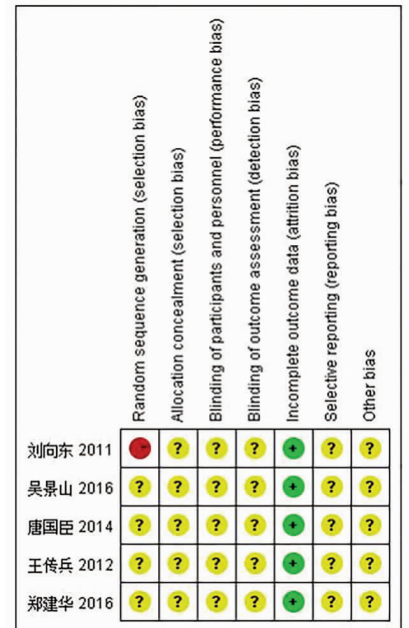 Random sequence generation (selection bias)
Allocation concealment (selection bias)
Blinding of participants and personnel (performance bias)
Blinding of outcome assessment (detection bias)
Incomplete outcome data (attrition bias)
Selective reporting (reporting bias)
Other bias
刘向东 2011 ? ? ? + ? ?
吴景山 2016 ? ? ? ? + ? ?
唐国臣 2014 ? ? ? ? + ? ?
王传兵 2012 ? ? ? ? + ? ?
郑建华 2016 ? ? ? ? + ? ?